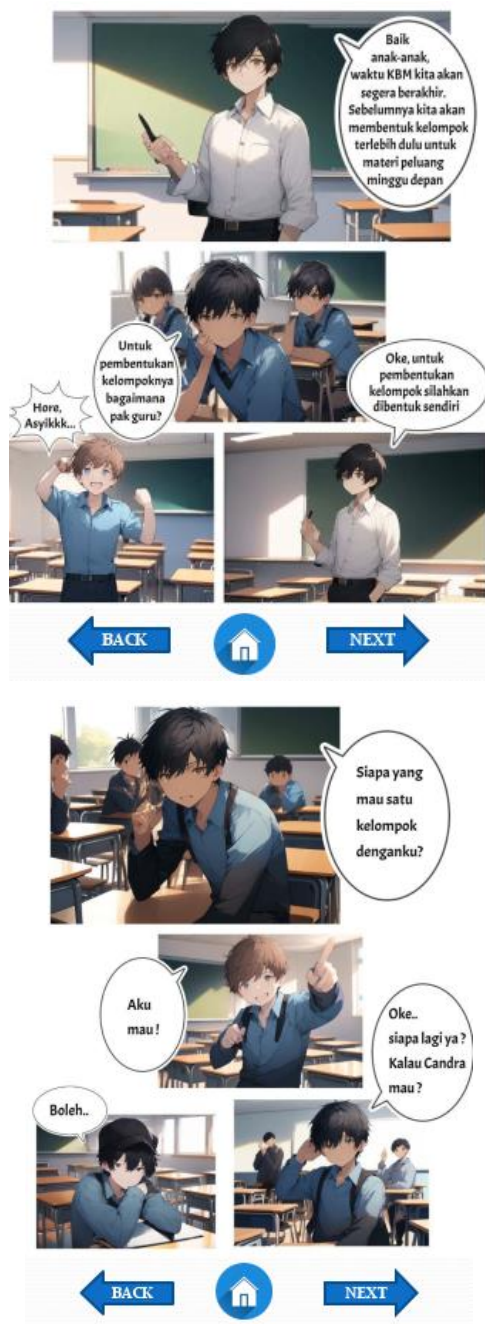 Baik
anak-anak,
waktu KBM kita akan
segera berakhir.
Sebelumnya kita akan
membentuk kelompok
terlebih dulu untuk
materi peluang
minggu depan
Untuk
pembentukan
kelompoknya
bagaimana
pak guru?
Oke, untuk
pembentukan
kelompok silahkan
dibentuk sendiri
Hore,
Asyikkk...
BACK
NEXT
Siapa yang
mau satu
kelompok
denganku?
Aku
mau !
Oke..
siapa lagi ya ?
Kalau Candra
mau ?
Boleh..
BACK
NEXT